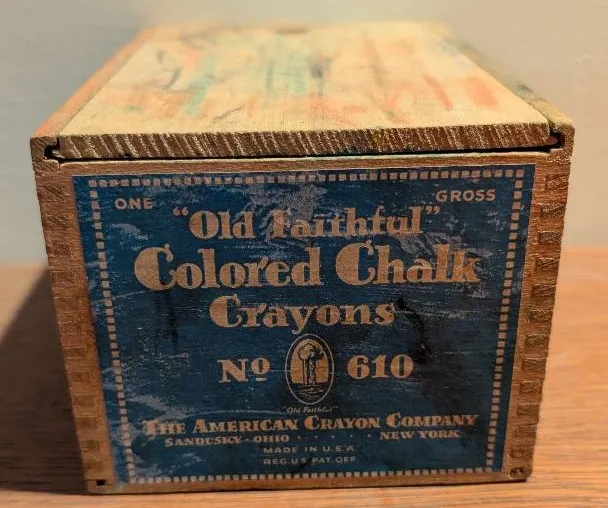 ONE GROSS
"Old Faithful"
Colored Chalk
Crayons
Nº 610
"Old Faithful"
THE AMERICAN CRAYON COMPANY
SANDUSKY - OHIO · · · · · · NEW YORK
MADE IN U.S.A
REG. U.S. PAT. OFF.